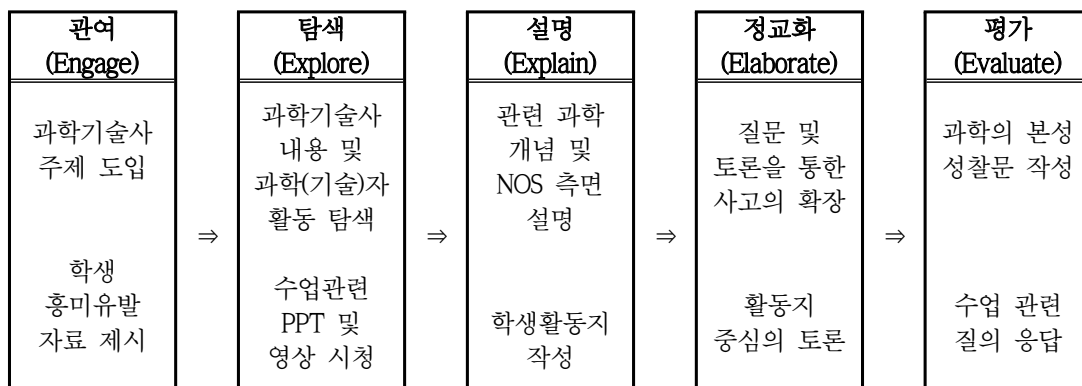 관여
(Engage)
과학기술사
주제 도입
학생
흥미유발
자료 제시
⇒
탐색
(Explore)
과학기술사
내용 및
과학(기술)자
활동 탐색
수업관련
PPT 및
영상 시청
⇒
설명
(Explain)
관련 과학
개념 및
NOS 측면
설명
학생활동지
작성
⇒
정교화
(Elaborate)
질문 및
토론을 통한
사고의 확장
활동지
중심의 토론
⇒
평가
(Evaluate)
과학의 본성
성찰문 작성
수업 관련
질의 응답